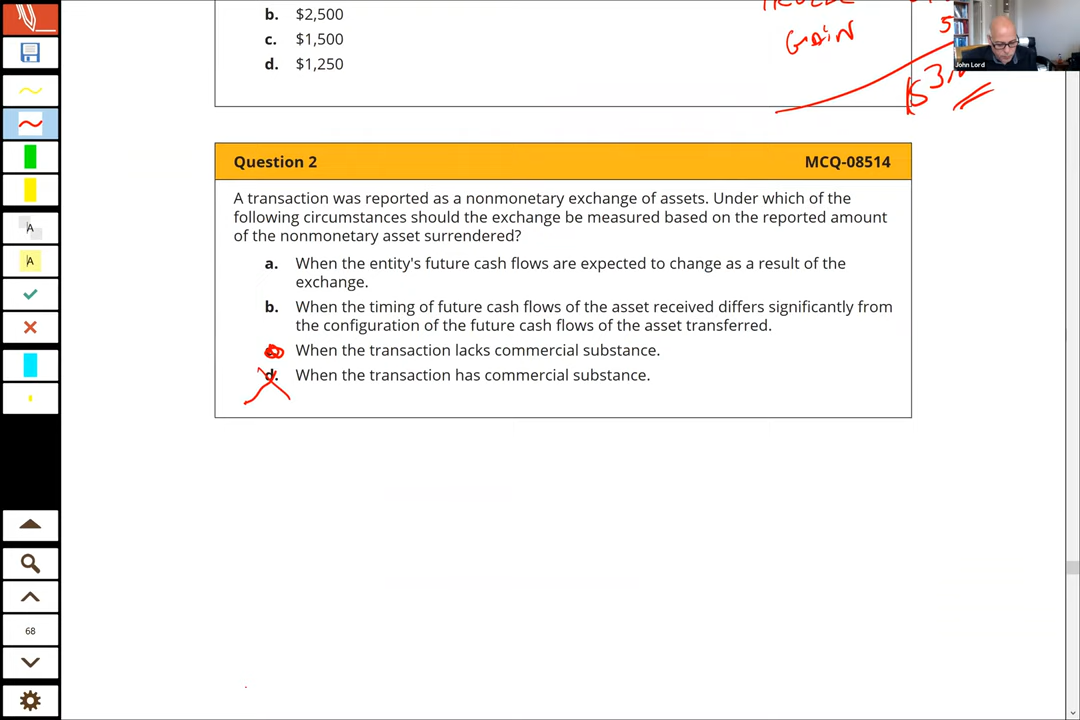 b. $2,500
c. $1,500
d. $1,250
GAIN
5
John Lord
$3
Question 2 MCQ-08514
A transaction was reported as a nonmonetary exchange of assets. Under which of the
following circumstances should the exchange be measured based on the reported amount
of the nonmonetary asset surrendered?
a. When the entity's future cash flows are expected to change as a result of the
exchange.
b. When the timing of future cash flows of the asset received differs significantly from
the configuration of the future cash flows of the asset transferred.
When the transaction lacks commercial substance.
d. When the transaction has commercial substance.
A
A
68